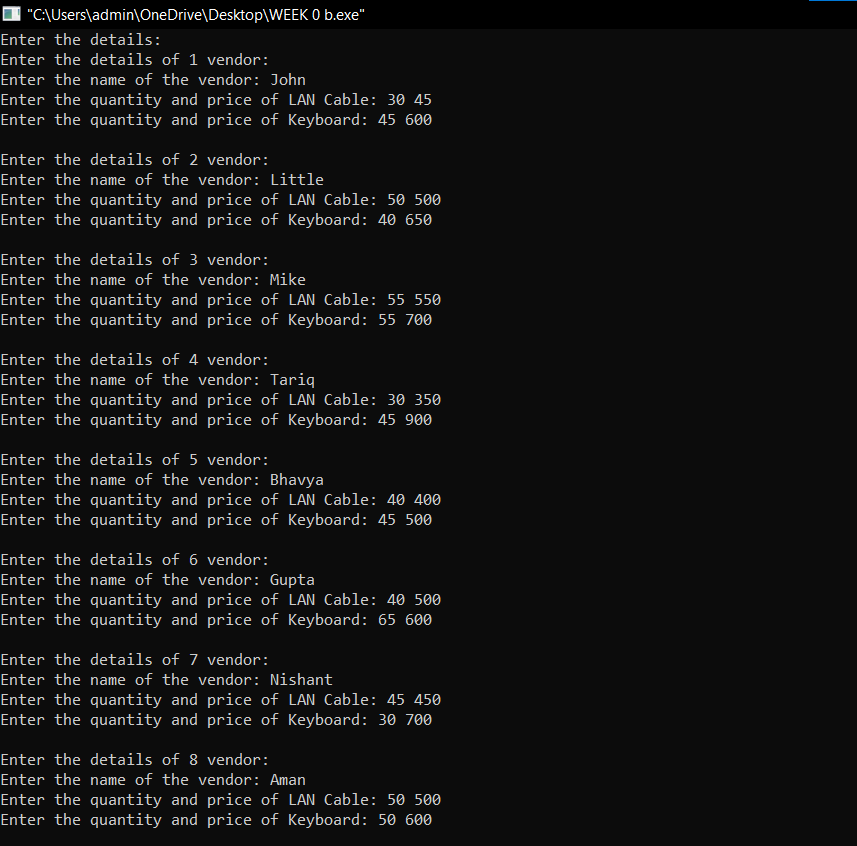 "C:\Users\admin\OneDrive\Desktop\WEEK 0 b.exe"
Enter the details:
Enter the details of 1 vendor:
Enter the name of the vendor: John
Enter the quantity and price of LAN Cable: 30 45
Enter the quantity and price of Keyboard: 45 600
Enter the details of 2 vendor:
Enter the name of the vendor: Little
Enter the quantity and price of LAN Cable: 50 500
Enter the quantity and price of Keyboard: 40 650
Enter the details of 3 vendor:
Enter the name of the vendor: Mike
Enter the quantity and price of LAN Cable: 55 550
Enter the quantity and price of Keyboard: 55 700
Enter the details of 4 vendor:
Enter the name of the vendor: Tariq
Enter the quantity and price of LAN Cable: 30 350
Enter the quantity and price of Keyboard: 45 900
Enter the details of 5 vendor:
Enter the name of the vendor: Bhavya
Enter the quantity and price of LAN Cable: 40 400
Enter the quantity and price of Keyboard: 45 500
Enter the details of 6 vendor:
Enter the name of the vendor: Gupta
Enter the quantity and price of LAN Cable: 40 500
Enter the quantity and price of Keyboard: 65 600
Enter the details of 7 vendor:
Enter the name of the vendor: Nishant
Enter the quantity and price of LAN Cable: 45 450
Enter the quantity and price of Keyboard: 30 700
Enter the details of 8 vendor:
Enter the name of the vendor: Aman
Enter the quantity and price of LAN Cable: 50 500
Enter the quantity and price of Keyboard: 50 600